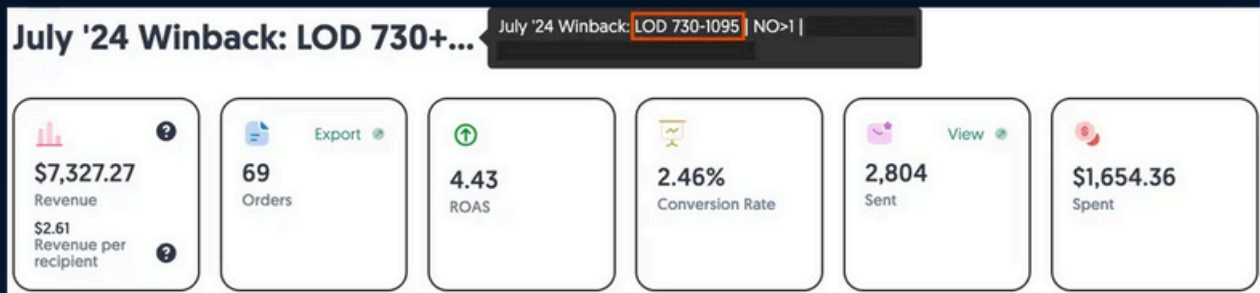 July '24 Winback: LOD 730+...
July '24 Winback: LOD 730-1095 | NO>1 |
$7,327.27
Revenue
$2.61
Revenue per
recipient
Export
69
Orders
4.43
ROAS
2.46%
Conversion Rate
View
2,804
Sent
$1,654.36
Spent